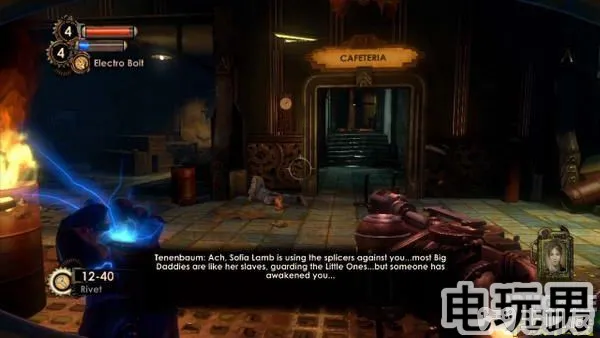 4
CAFETERIA
4
Electro Bolt
Tenenbaum: Ach, Sofia Lamb is using the splicers against you...most Big
Daddies are like her slaves, guarding the Little Ones...but someone has
awakened you...
12-40
Rivet
电玩男